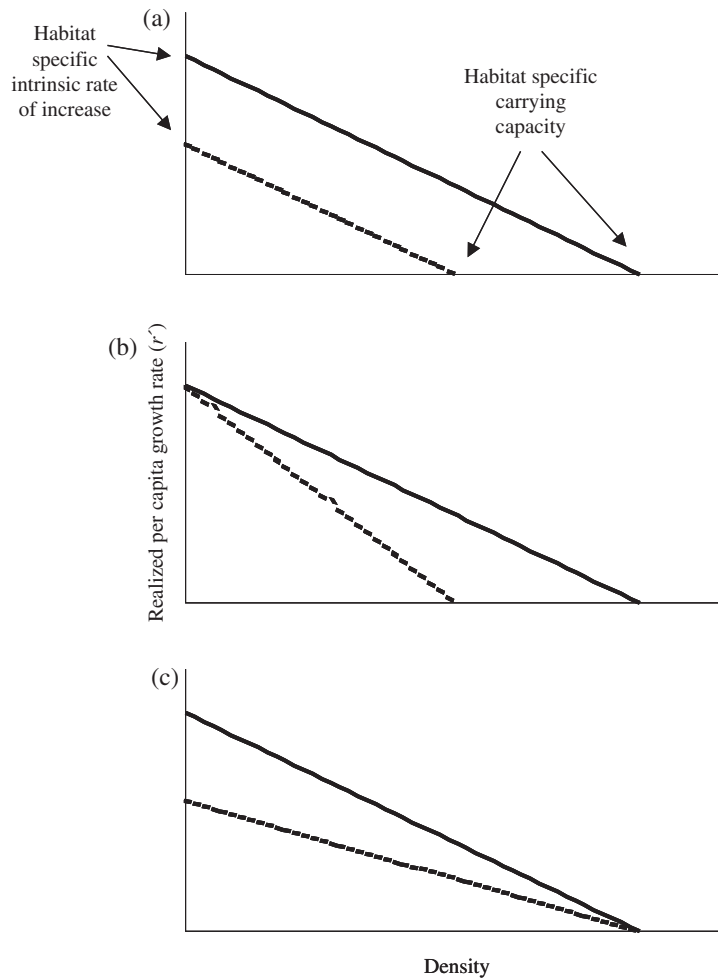 (a)
Habitat
specific
intrinsic rate
of increase
Habitat specific
carrying
capacity
(b)
Realized per capita growth rate (r′)
(c)
Density